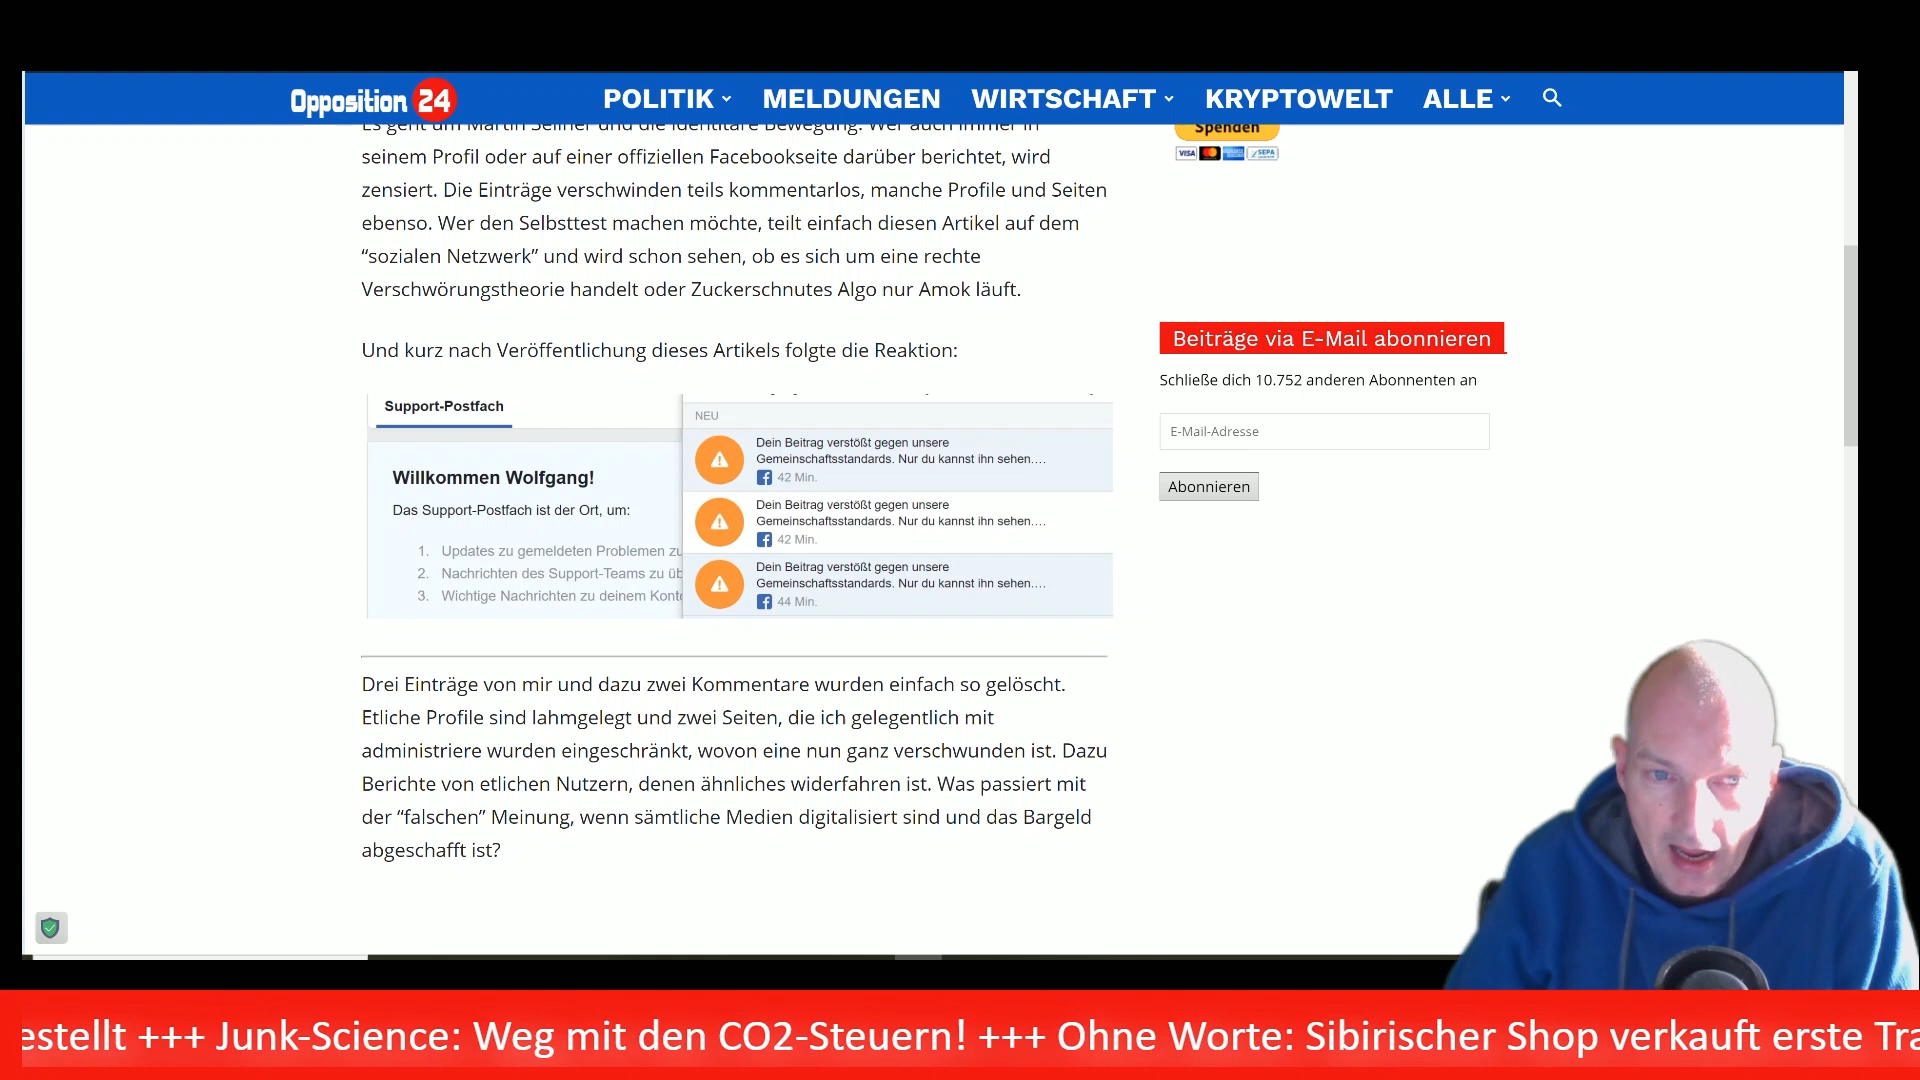 Opposition 24
POLITIK
MELDUNGEN
WIRTSCHAFT
KRYPTOWELT
ALLE
Es geht um Martin Sellner und die Identitäre Bewegung. Wer auch immer in
seinem Profil oder auf einer offiziellen Facebookseite darüber berichtet, wird
zensiert. Die Einträge verschwinden teils kommentarlos, manche Profile und Seiten
ebenso. Wer den Selbsttest machen möchte, teilt einfach diesen Artikel auf dem
“sozialen Netzwerk” und wird schon sehen, ob es sich um eine rechte
Verschwörungstheorie handelt oder Zuckerschnutes Algo nur Amok läuft.
Und kurz nach Veröffentlichung dieses Artikels folgte die Reaktion:
Support-Postfach
Willkommen Wolfgang!
Das Support-Postfach ist der Ort, um:
1. Updates zu gemeldeten Problemen zu
2. Nachrichten des Support-Teams zu üb
3. Wichtige Nachrichten zu deinem Konto
NEU
Dein Beitrag verstößt gegen unsere
Gemeinschaftsstandards. Nur du kannst ihn sehen....
42 Min.
Dein Beitrag verstößt gegen unsere
Gemeinschaftsstandards. Nur du kannst ihn sehen....
42 Min.
Dein Beitrag verstößt gegen unsere
Gemeinschaftsstandards. Nur du kannst ihn sehen....
44 Min.
Drei Einträge von mir und dazu zwei Kommentare wurden einfach so gelöscht.
Etliche Profile sind lahmgelegt und zwei Seiten, die ich gelegentlich mit
administriere wurden eingeschränkt, wovon eine nun ganz verschwunden ist. Dazu
Berichte von etlichen Nutzern, denen ähnliches widerfahren ist. Was passiert mit
der “falschen” Meinung, wenn sämtliche Medien digitalisiert sind und das Bargeld
abgeschafft ist?
Spenden
VISA
SEPA
Beiträge via E-Mail abonnieren
Schließe dich 10.752 anderen Abonnenten an
E-Mail-Adresse
Abonnieren
estellt +++ Junk-Science: Weg mit den CO2-Steuern! +++ Ohne Worte: Sibirischer Shop verkauft erste Tra